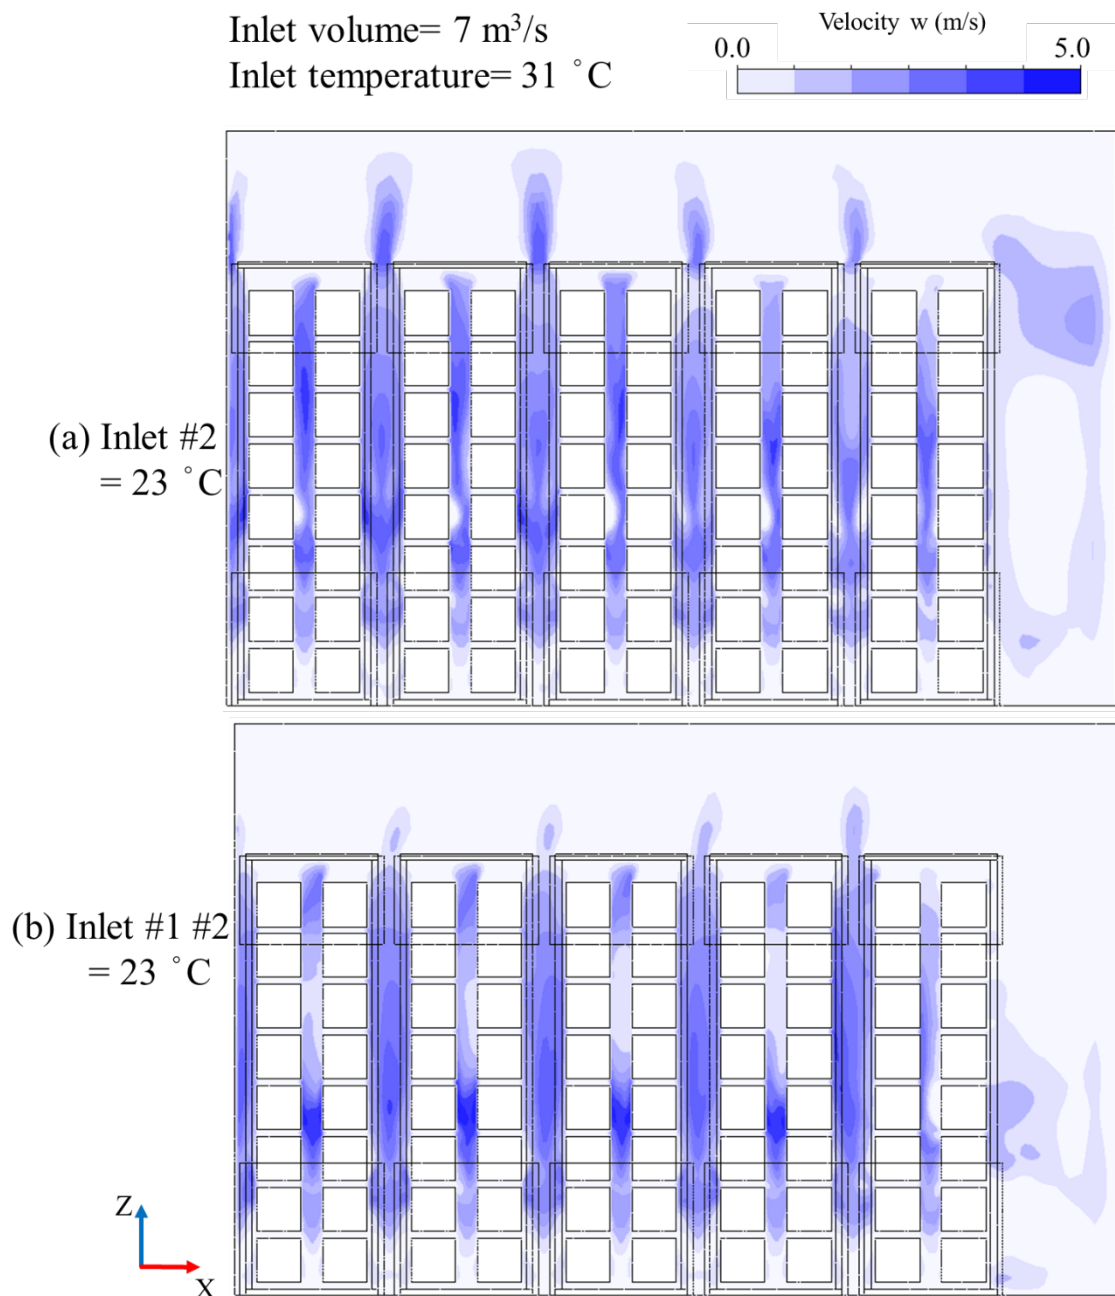 Inlet volume= 7 m³/s
Inlet temperature= 31 °C
Velocity w (m/s)
0.0 5.0
(a) Inlet #2
= 23 °C
(b) Inlet #1 #2
= 23 °C
Z
X